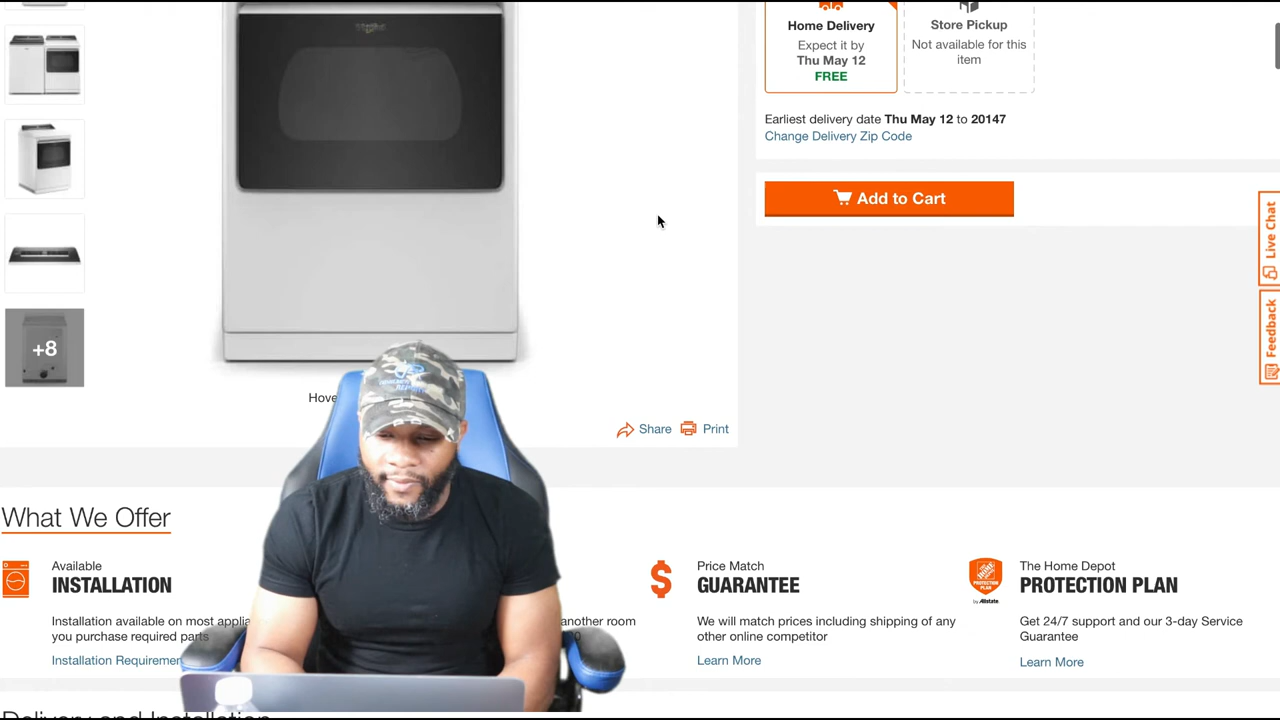 Home Delivery
Expect it by
Thu May 12
FREE
Store Pickup
Not available for this
item
Earliest delivery date Thu May 12 to 20147
Change Delivery Zip Code
Add to Cart
Live Chat
Feedback
+8
Hove
Share
Print
What We Offer
Available
INSTALLATION
Installation available on most applia
you purchase required parts
Installation Requiremen
another room
Price Match
GUARANTEE
We will match prices including shipping of any
other online competitor
Learn More
The Home Depot
PROTECTION PLAN
by Allstate
Get 24/7 support and our 3-day Service
Guarantee
Learn More
Delivery and Installation